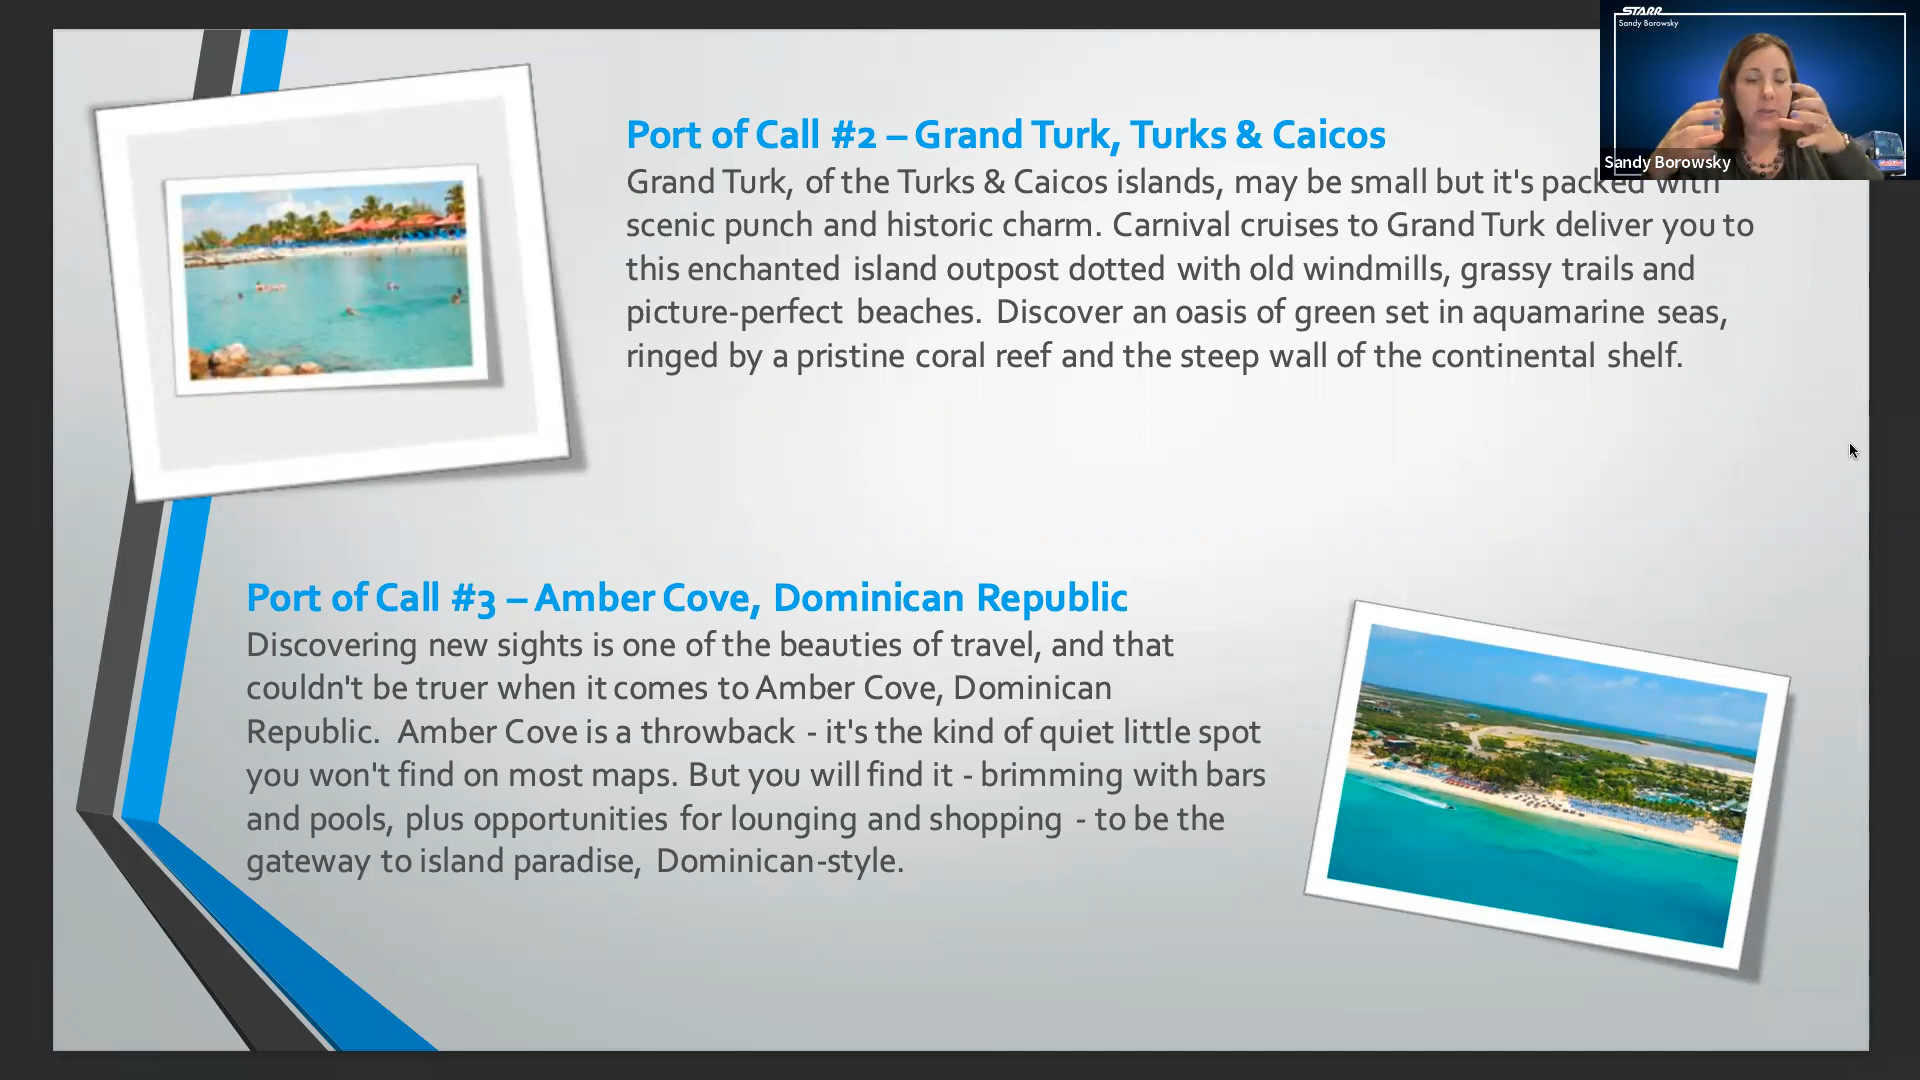 STARR
Sandy Borowsky
Sandy Borowsky
Port of Call #2 – Grand Turk, Turks & Caicos
Grand Turk, of the Turks & Caicos islands, may be small but it's packed with
scenic punch and historic charm. Carnival cruises to Grand Turk deliver you to
this enchanted island outpost dotted with old windmills, grassy trails and
picture-perfect beaches. Discover an oasis of green set in aquamarine seas,
ringed by a pristine coral reef and the steep wall of the continental shelf.
Port of Call #3 – Amber Cove, Dominican Republic
Discovering new sights is one of the beauties of travel, and that
couldn't be truer when it comes to Amber Cove, Dominican
Republic. Amber Cove is a throwback - it's the kind of quiet little spot
you won't find on most maps. But you will find it - brimming with bars
and pools, plus opportunities for lounging and shopping - to be the
gateway to island paradise, Dominican-style.